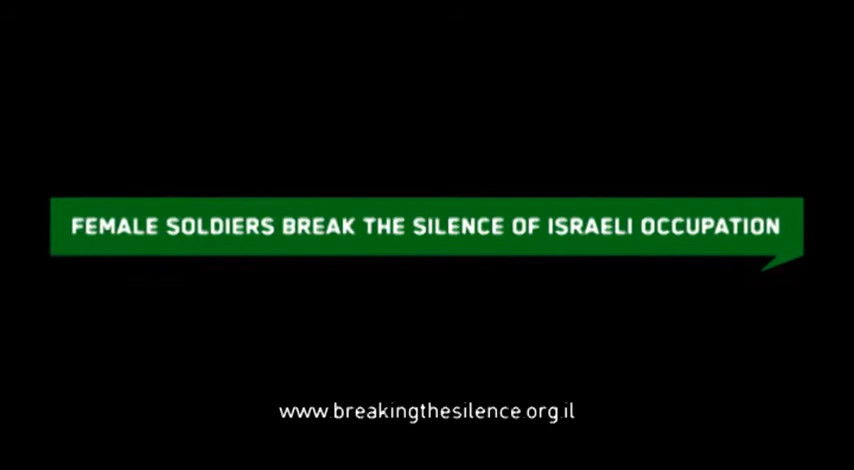 FEMALE SOLDIERS BREAK THE SILENCE OF ISRAELI OCCUPATION
www.breakingthesilence.org.il